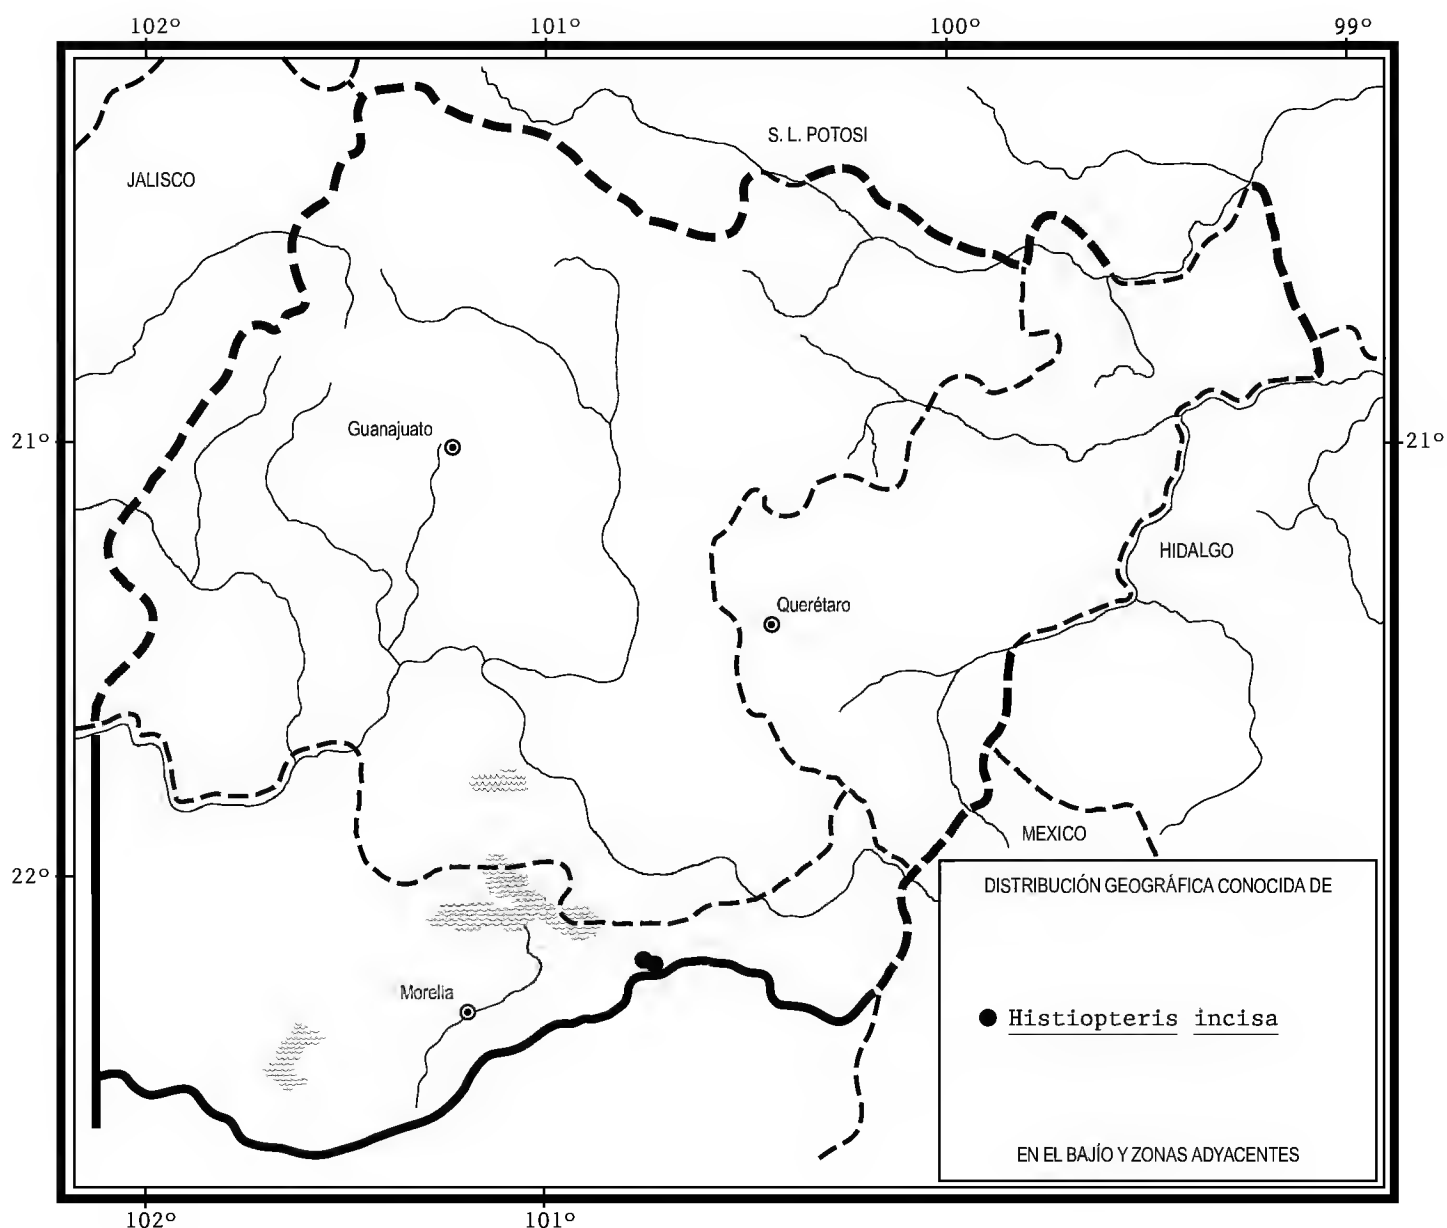 102° 101° 100° 99°
S. L. POTOSI
JALISCO
Guanajuato
21° 21°
HIDALGO
Querétaro
MEXICO
22°
DISTRIBUCIÓN GEOGRÁFICA CONOCIDA DE
Morelia
Histiopteris incisa
EN EL BAJÍO Y ZONAS ADYACENTES
102° 101°